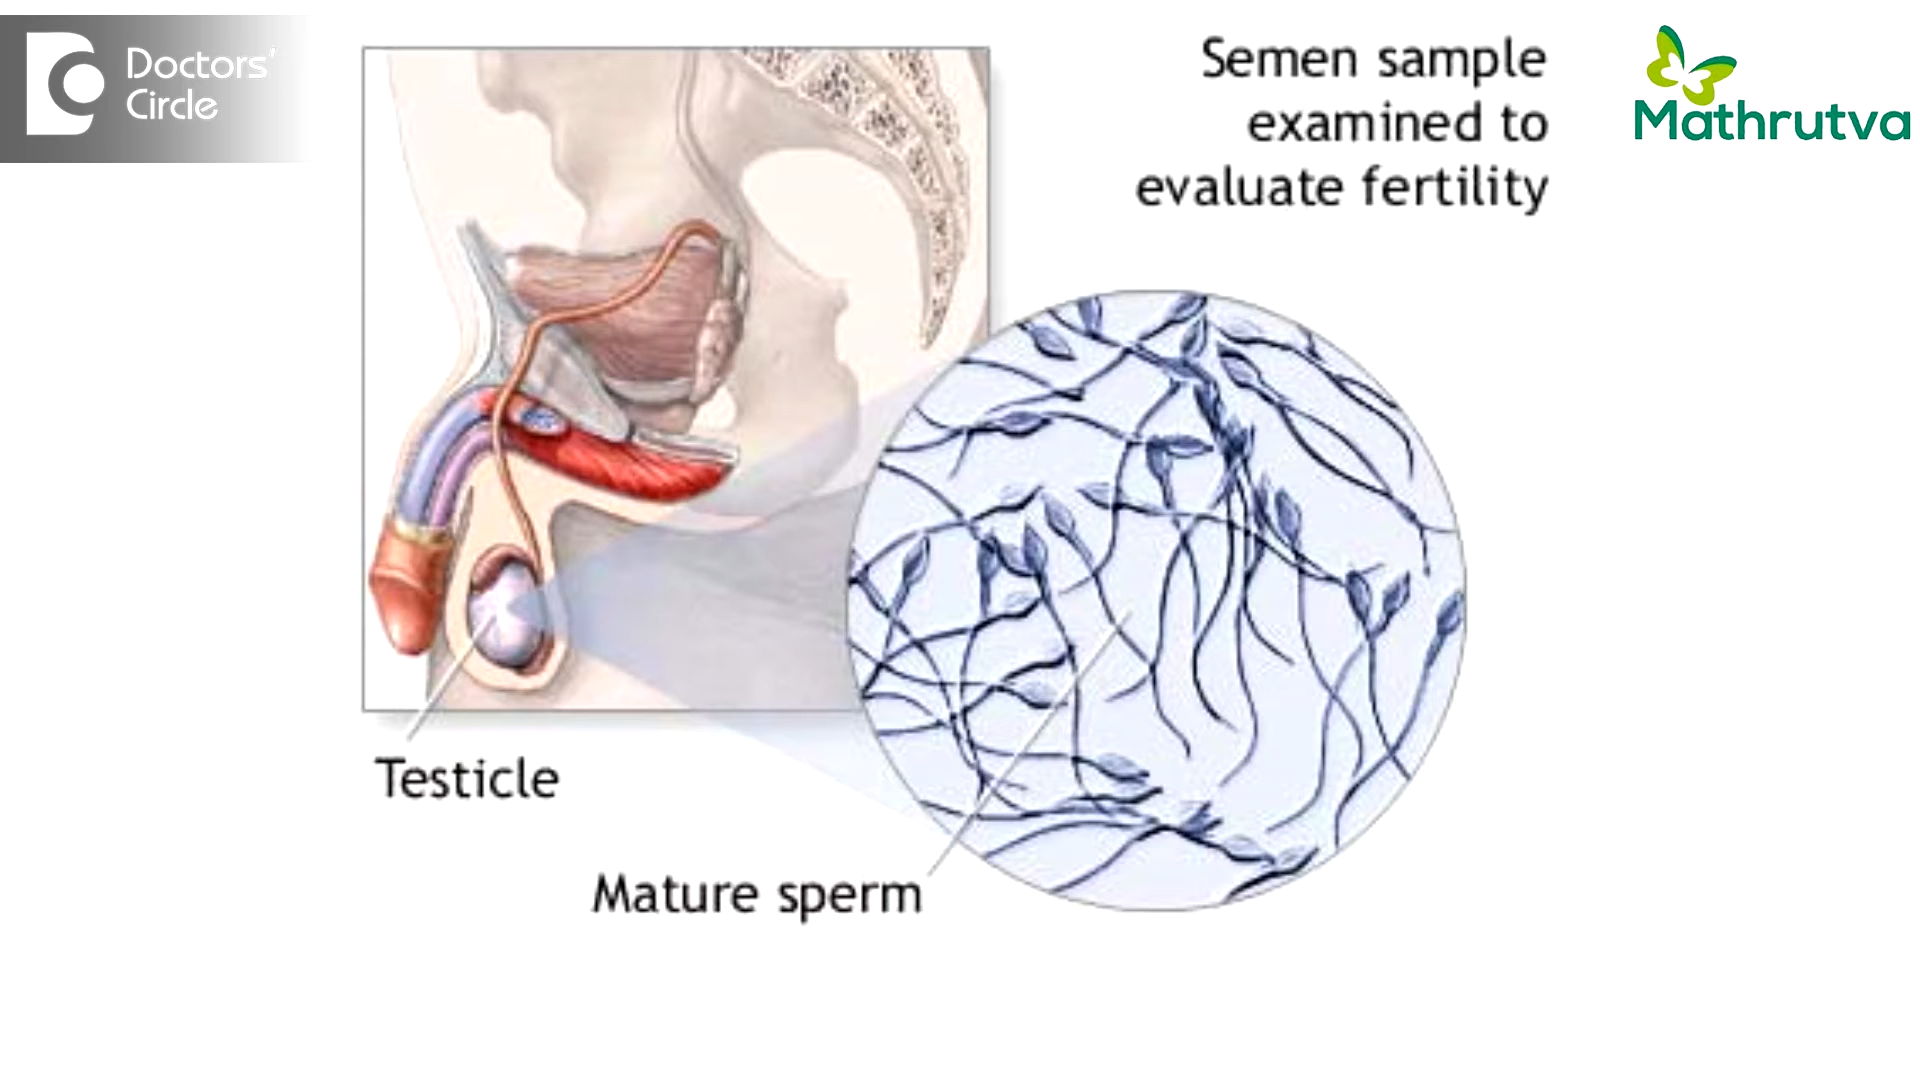 Doctors'
Circle
Semen sample
examined to
evaluate fertility
Mathrutva
Testicle
Mature sperm